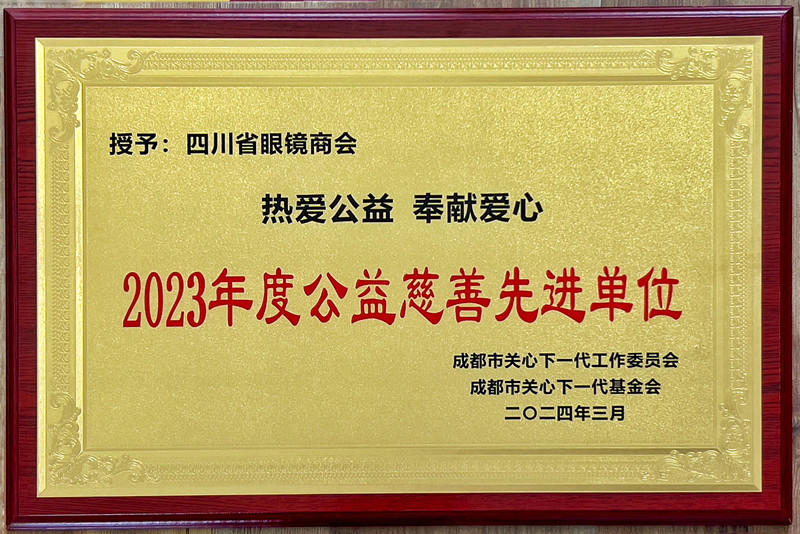 授予：四川省眼镜商会
热爱公益 奉献爱心
2023年度公益慈善先进单位
成都市关心下一代工作委员会
成都市关心下一代基金会
二〇二四年三月